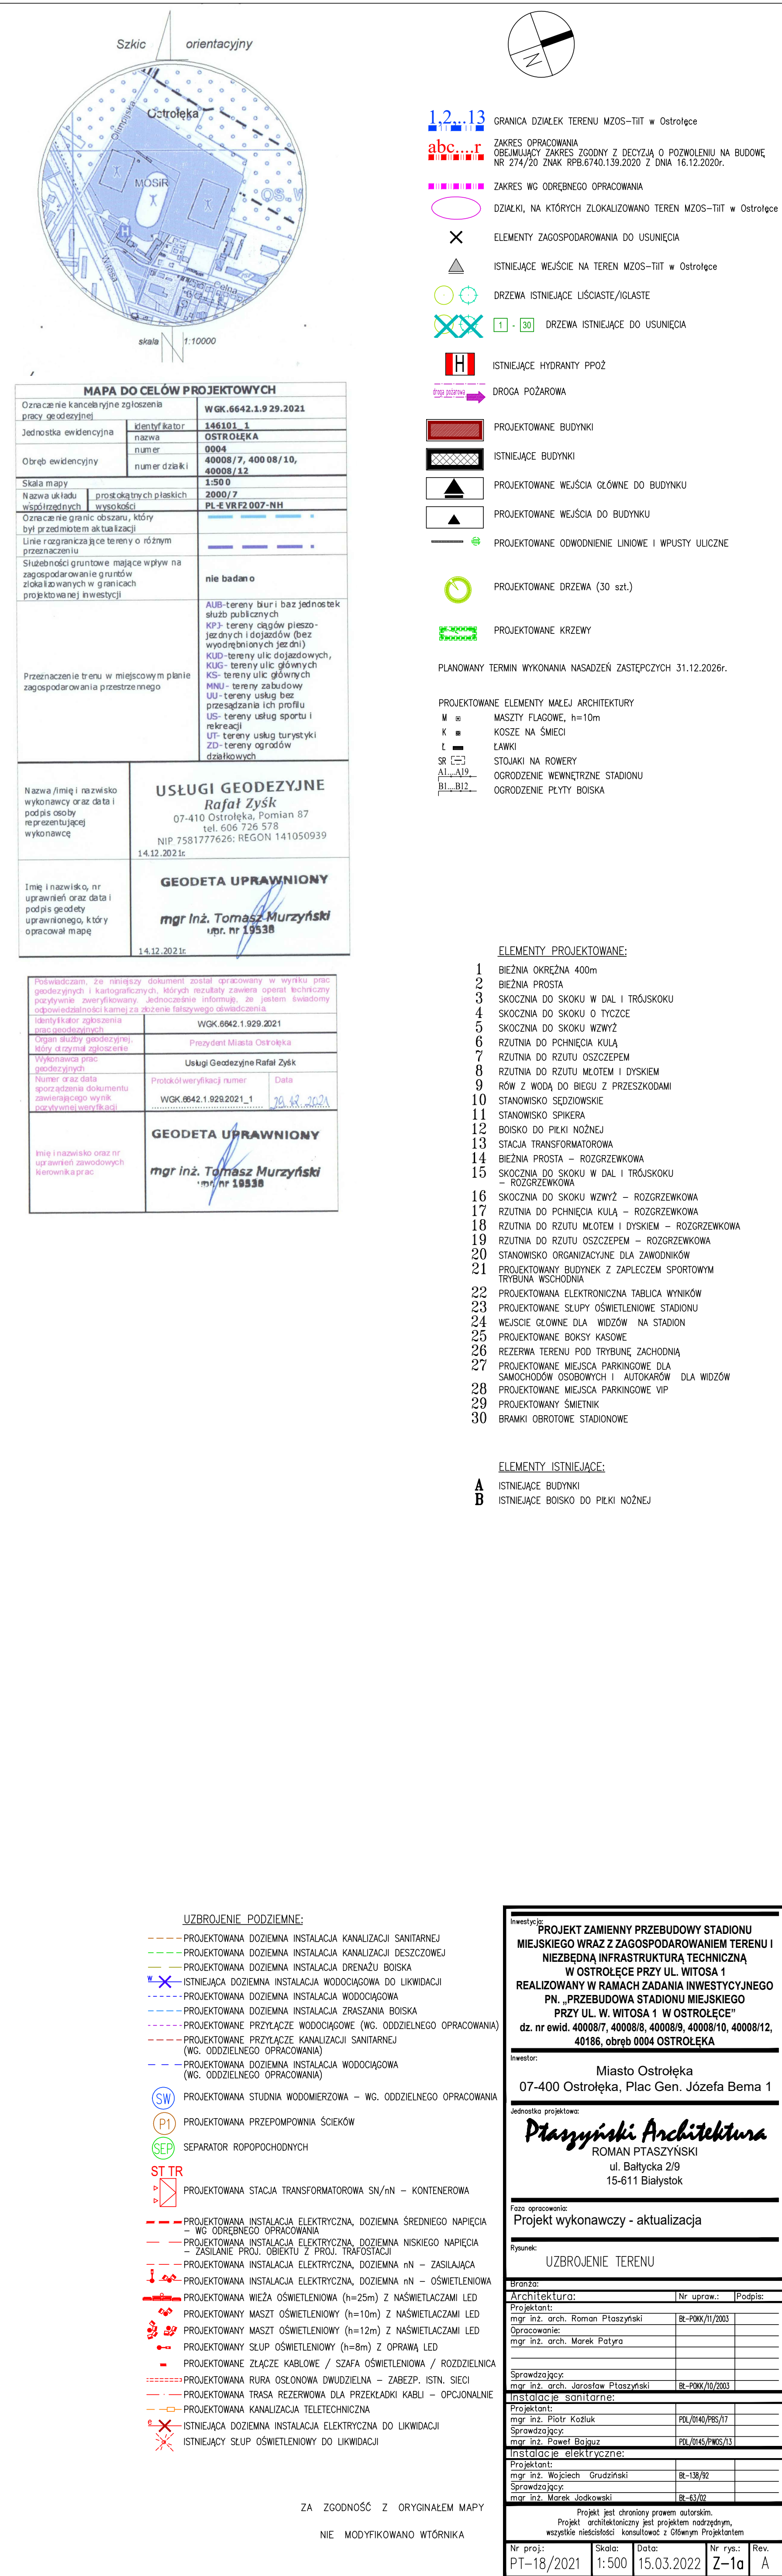 Szkic orientacyjny
Ostrołęka
Olimpijska
MOSiR
OS. W
H
Witosa
Celna
skala 1:10000
N
N
1,2,..13 GRANICA DZIAŁEK TERENU MZOS-TiIT w Ostrołęce
abc....r ZAKRES OPRACOWANIA
OBEJMUJĄCY ZAKRES ZGODNY Z DECYZJĄ O POZWOLENIU NA BUDOWĘ
NR 274/20 ZNAK RPB.6740.139.2020 Z DNIA 16.12.2020r.
ZAKRES WG ODRĘBNEGO OPRACOWANIA
DZIAŁKI, NA KTÓRYCH ZLOKALIZOWANO TEREN MZOS-TiIT w Ostrołęce
ELEMENTY ZAGOSPODAROWANIA DO USUNIĘCIA
ISTNIEJĄCE WEJŚCIE NA TEREN MZOS-TiIT w Ostrołęce
DRZEWA ISTNIEJĄCE LIŚCIASTE/IGLASTE
1 - 30 DRZEWA ISTNIEJĄCE DO USUNIĘCIA
H ISTNIEJĄCE HYDRANTY PPOŻ
droga pożarowa DROGA POŻAROWA
PROJEKTOWANE BUDYNKI
ISTNIEJĄCE BUDYNKI
PROJEKTOWANE WEJŚCIA GŁÓWNE DO BUDYNKU
PROJEKTOWANE WEJŚCIA DO BUDYNKU
PROJEKTOWANE ODWODNIENIE LINIOWE I WPUSTY ULICZNE
PROJEKTOWANE DRZEWA (30 szt.)
PROJEKTOWANE KRZEWY
PLANOWANY TERMIN WYKONANIA NASADZEŃ ZASTĘPCZYCH 31.12.2026r.
PROJEKTOWANE ELEMENTY MAŁEJ ARCHITEKTURY
M MASZTY FLAGOWE, h=10m
K KOSZE NA ŚMIECI
Ł ŁAWKI
SR STOJAKI NA ROWERY
A1...A19 OGRODZENIE WEWNĘTRZNE STADIONU
B1...B12 OGRODZENIE PŁYTY BOISKA
MAPA DO CELÓW PROJEKTOWYCH
Oznaczenie kancelaryjne zgłoszenia
pracy geodezyjnej WGK.6642.1.929.2021
Jednostka ewidencyjna identyfikator 146101_1
nazwa OSTROŁĘKA
Obręb ewidencyjny numer 0004
numer działki 40008/7, 40008/10,
40008/12
Skala mapy 1:500
Nazwa układu współrzędnych prostokątnych płaskich 2000/7
wysokości PL-EVRF2007-NH
Oznaczenie granic obszaru, który
był przedmiotem aktualizacji
Linie rozgraniczające tereny o różnym
przeznaczeniu
Służebności gruntowe mające wpływ na
zagospodarowanie gruntów
zlokalizowanych w granicach
projektowanej inwestycji nie badano
Przeznaczenie trenu w miejscowym planie
zagospodarowania przestrzennego
AUB-tereny biur i baz jednostek
służb publicznych
KPJ- tereny ciągów pieszo-
jezdnych i dojazdów (bez
wyodrębnionych jezdni)
KUD-tereny ulic dojazdowych,
KUG- tereny ulic głównych
KS- tereny ulic głównych
MNU- tereny zabudowy
UU- tereny usług bez
przesądzania ich profilu
US- tereny usług sportu i
rekreacji
UT- tereny usług turystyki
ZD- tereny ogrodów
działkowych
Nazwa /imię i nazwisko
wykonawcy oraz data i
podpis osoby
reprezentującej
wykonawcę
USŁUGI GEODEZYJNE
Rafał Zyśk
07-410 Ostrołęka, Pomian 87
tel. 606 726 578
NIP 7581777626; REGON 141050939
14.12.2021r.
Imię i nazwisko, nr
uprawnień oraz data i
podpis geodety
uprawnionego, który
opracował mapę
GEODETA UPRAWNIONY
mgr inż. Tomasz Murzyński
upr. nr 19538
14.12.2021r.
Poświadczam, że niniejszy dokument został opracowany w wyniku prac
geodezyjnych i kartograficznych, których rezultaty zawiera operat techniczny
pozytywnie zweryfikowany. Jednocześnie informuję, że jestem świadomy
odpowiedzialności karnej za złożenie fałszywego oświadczenia.
Identyfikator zgłoszenia
prac geodezyjnych WGK.6642.1.929.2021
Organ służby geodezyjnej,
który otrzymał zgłoszenie Prezydent Miasta Ostrołęka
Wykonawca prac
geodezyjnych Usługi Geodezyjne Rafał Zyśk
Numer oraz data
sporządzenia dokumentu
zawierającego wynik
pozytywnej weryfikacji
Protokół weryfikacji numer Data
WGK.6642.1.929.2021_1 29.12.2021
Imię i nazwisko oraz nr
uprawnień zawodowych
kierownika prac
GEODETA UPRAWNIONY
mgr inż. Tomasz Murzyński
upr. nr 19538
ELEMENTY PROJEKTOWANE:
1 BIEŻNIA OKRĘŻNA 400m
2 BIEŻNIA PROSTA
3 SKOCZNIA DO SKOKU W DAL I TRÓJSKOKU
4 SKOCZNIA DO SKOKU O TYCZCE
5 SKOCZNIA DO SKOKU WZWYŻ
6 RZUTNIA DO PCHNIĘCIA KULĄ
7 RZUTNIA DO RZUTU OSZCZEPEM
8 RZUTNIA DO RZUTU MŁOTEM I DYSKIEM
9 RÓW Z WODĄ DO BIEGU Z PRZESZKODAMI
10 STANOWISKO SĘDZIOWSKIE
11 STANOWISKO SPIKERA
12 BOISKO DO PIŁKI NOŻNEJ
13 STACJA TRANSFORMATOROWA
14 BIEŻNIA PROSTA – ROZGRZEWKOWA
15 SKOCZNIA DO SKOKU W DAL I TRÓJSKOKU
– ROZGRZEWKOWA
16 SKOCZNIA DO SKOKU WZWYŻ – ROZGRZEWKOWA
17 RZUTNIA DO PCHNIĘCIA KULĄ – ROZGRZEWKOWA
18 RZUTNIA DO RZUTU MŁOTEM I DYSKIEM – ROZGRZEWKOWA
19 RZUTNIA DO RZUTU OSZCZEPEM – ROZGRZEWKOWA
20 STANOWISKO ORGANIZACYJNE DLA ZAWODNIKÓW
21 PROJEKTOWANY BUDYNEK Z ZAPLECZEM SPORTOWYM
TRYBUNA WSCHODNIA
22 PROJEKTOWANA ELEKTRONICZNA TABLICA WYNIKÓW
23 PROJEKTOWANE SŁUPY OŚWIETLENIOWE STADIONU
24 WEJSCIE GŁOWNE DLA WIDZÓW NA STADION
25 PROJEKTOWANE BOKSY KASOWE
26 REZERWA TERENU POD TRYBUNĘ ZACHODNIĄ
27 PROJEKTOWANE MIEJSCA PARKINGOWE DLA
SAMOCHODÓW OSOBOWYCH I AUTOKARÓW DLA WIDZÓW
28 PROJEKTOWANE MIEJSCA PARKINGOWE VIP
29 PROJEKTOWANY ŚMIETNIK
30 BRAMKI OBROTOWE STADIONOWE
ELEMENTY ISTNIEJĄCE:
A ISTNIEJĄCE BUDYNKI
B ISTNIEJĄCE BOISKO DO PIŁKI NOŻNEJ
UZBROJENIE PODZIEMNE:
PROJEKTOWANA DOZIEMNA INSTALACJA KANALIZACJI SANITARNEJ
PROJEKTOWANA DOZIEMNA INSTALACJA KANALIZACJI DESZCZOWEJ
PROJEKTOWANA DOZIEMNA INSTALACJA DRENAŻU BOISKA
w ISTNIEJĄCA DOZIEMNA INSTALACJA WODOCIĄGOWA DO LIKWIDACJI
PROJEKTOWANA DOZIEMNA INSTALACJA WODOCIĄGOWA
PROJEKTOWANA DOZIEMNA INSTALACJA ZRASZANIA BOISKA
PROJEKTOWANE PRZYŁĄCZE WODOCIĄGOWE (WG. ODDZIELNEGO OPRACOWANIA)
PROJEKTOWANE PRZYŁĄCZE KANALIZACJI SANITARNEJ
(WG. ODDZIELNEGO OPRACOWANIA)
PROJEKTOWANA DOZIEMNA INSTALACJA WODOCIĄGOWA
(WG. ODDZIELNEGO OPRACOWANIA)
SW PROJEKTOWANA STUDNIA WODOMIERZOWA – WG. ODDZIELNEGO OPRACOWANIA
P1 PROJEKTOWANA PRZEPOMPOWNIA ŚCIEKÓW
SEP SEPARATOR ROPOPOCHODNYCH
ST TR
PROJEKTOWANA STACJA TRANSFORMATOROWA SN/nN – KONTENEROWA
PROJEKTOWANA INSTALACJA ELEKTRYCZNA, DOZIEMNA ŚREDNIEGO NAPIĘCIA
– WG ODRĘBNEGO OPRACOWANIA
PROJEKTOWANA INSTALACJA ELEKTRYCZNA, DOZIEMNA NISKIEGO NAPIĘCIA
– ZASILANIE PROJ. OBIEKTU Z PROJ. TRAFOSTACJI
PROJEKTOWANA INSTALACJA ELEKTRYCZNA, DOZIEMNA nN – ZASILAJĄCA
PROJEKTOWANA INSTALACJA ELEKTRYCZNA, DOZIEMNA nN – OŚWIETLENIOWA
PROJEKTOWANA WIEŻA OŚWIETLENIOWA (h=25m) Z NAŚWIETLACZAMI LED
PROJEKTOWANY MASZT OŚWIETLENIOWY (h=10m) Z NAŚWIETLACZAMI LED
PROJEKTOWANY MASZT OŚWIETLENIOWY (h=12m) Z NAŚWIETLACZAMI LED
PROJEKTOWANY SŁUP OŚWIETLENIOWY (h=8m) Z OPRAWĄ LED
PROJEKTOWANE ZŁĄCZE KABLOWE / SZAFA OŚWIETLENIOWA / ROZDZIELNICA
PROJEKTOWANA RURA OSŁONOWA DWUDZIELNA – ZABEZP. ISTN. SIECI
PROJEKTOWANA TRASA REZERWOWA DLA PRZEKŁADKI KABLI – OPCJONALNIE
PROJEKTOWANA KANALIZACJA TELETECHNICZNA
e ISTNIEJĄCA DOZIEMNA INSTALACJA ELEKTRYCZNA DO LIKWIDACJI
ISTNIEJĄCY SŁUP OŚWIETLENIOWY DO LIKWIDACJI
ZA ZGODNOŚĆ Z ORYGINAŁEM MAPY
NIE MODYFIKOWANO WTÓRNIKA
Inwestycja:
PROJEKT ZAMIENNY PRZEBUDOWY STADIONU
MIEJSKIEGO WRAZ Z ZAGOSPODAROWANIEM TERENU I
NIEZBĘDNĄ INFRASTRUKTURĄ TECHNICZNĄ
W OSTROŁĘCE PRZY UL. WITOSA 1
REALIZOWANY W RAMACH ZADANIA INWESTYCYJNEGO
PN. „PRZEBUDOWA STADIONU MIEJSKIEGO
PRZY UL. W. WITOSA 1 W OSTROŁĘCE”
dz. nr ewid. 40008/7, 40008/8, 40008/9, 40008/10, 40008/12,
40186, obręb 0004 OSTROŁĘKA
Inwestor:
Miasto Ostrołęka
07-400 Ostrołęka, Plac Gen. Józefa Bema 1
Jednostka projektowa:
Ptaszyński Architektura
ROMAN PTASZYŃSKI
ul. Bałtycka 2/9
15-611 Białystok
Faza opracowania:
Projekt wykonawczy - aktualizacja
Rysunek:
UZBROJENIE TERENU
Branża:
Architektura: Nr upraw.: Podpis:
Projektant:
mgr inż. arch. Roman Ptaszyński BŁ-POKK/11/2003
Opracowanie:
mgr inż. arch. Marek Patyra
Sprawdzający:
mgr inż. arch. Jarosław Ptaszyński BŁ-POKK/10/2003
Instalacje sanitarne:
Projektant:
mgr inż. Piotr Koźluk PDL/0140/PBS/17
Sprawdzający:
mgr inż. Paweł Bajguz PDL/0145/PWOS/13
Instalacje elektryczne:
Projektant:
mgr inż. Wojciech Grudziński Bł-138/92
Sprawdzający:
mgr inż. Marek Jodkowski Bł-63/02
Projekt jest chroniony prawem autorskim.
Projekt architektoniczny jest projektem nadrzędnym,
wszystkie nieścisłości konsultować z Głównym Projektantem
Nr proj.: Skala: Data: Nr rys.: Rev.
PT-18/2021 1:500 15.03.2022 Z-1a A